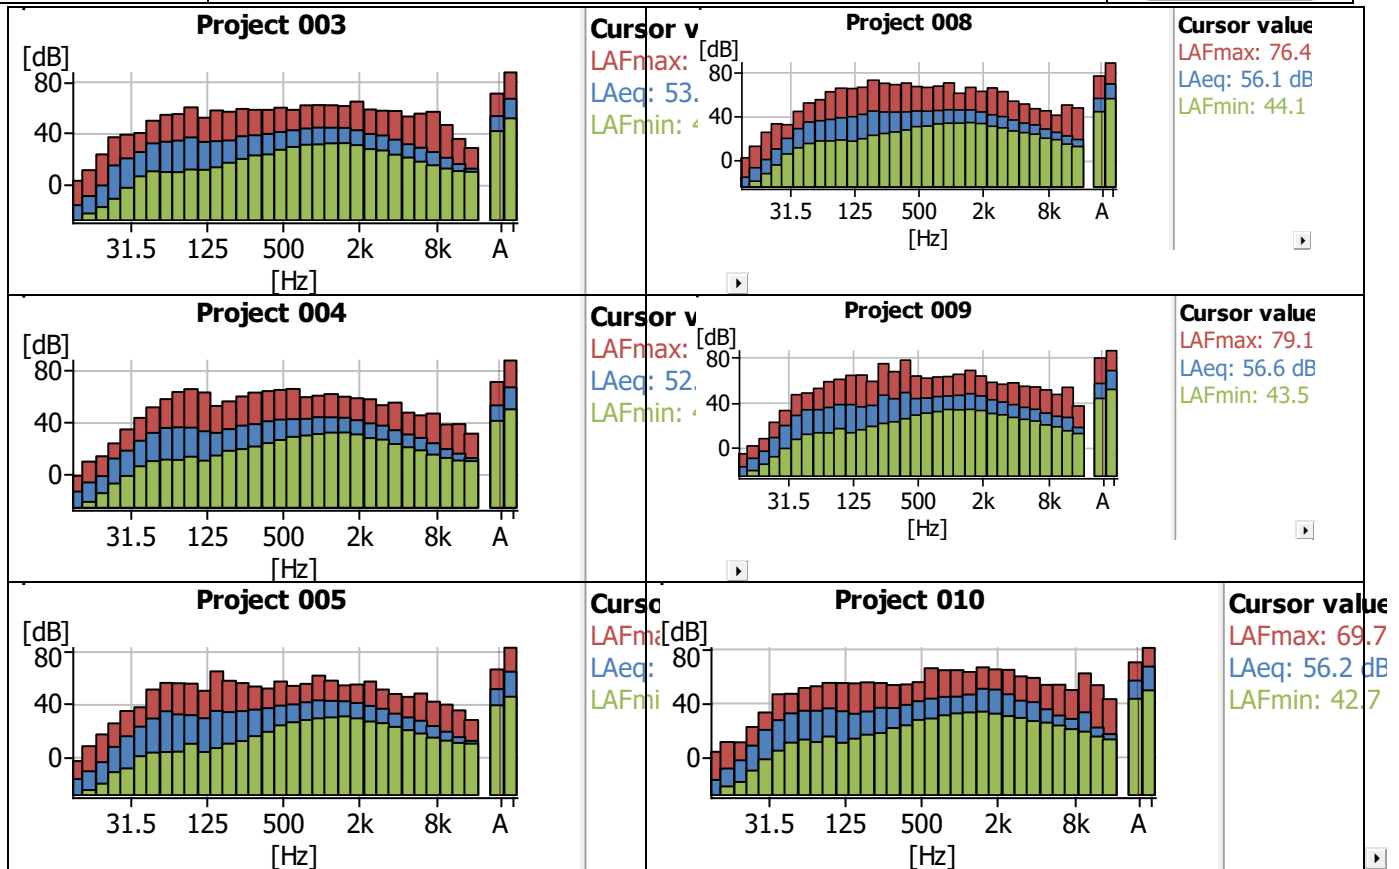 Project 003
[dB]
80
40
0
31.5 125 500 2k 8k A
[Hz]
Cursor v
LAFmax:
LAeq: 53.
LAFmin:
Project 008
[dB]
80
40
0
31.5 125 500 2k 8k A
[Hz]
Cursor value
LAFmax: 76.4
LAeq: 56.1 dB
LAFmin: 44.1
Project 004
[dB]
80
40
0
31.5 125 500 2k 8k A
[Hz]
Cursor v
LAFmax:
LAeq: 52.
LAFmin:
Project 009
[dB]
80
40
0
31.5 125 500 2k 8k A
[Hz]
Cursor value
LAFmax: 79.1
LAeq: 56.6 dB
LAFmin: 43.5
Project 005
[dB]
80
40
0
31.5 125 500 2k 8k A
[Hz]
Curso
LAFma
LAeq:
LAFmi
Project 010
[dB]
80
40
0
31.5 125 500 2k 8k A
[Hz]
Cursor value
LAFmax: 69.7
LAeq: 56.2 dB
LAFmin: 42.7